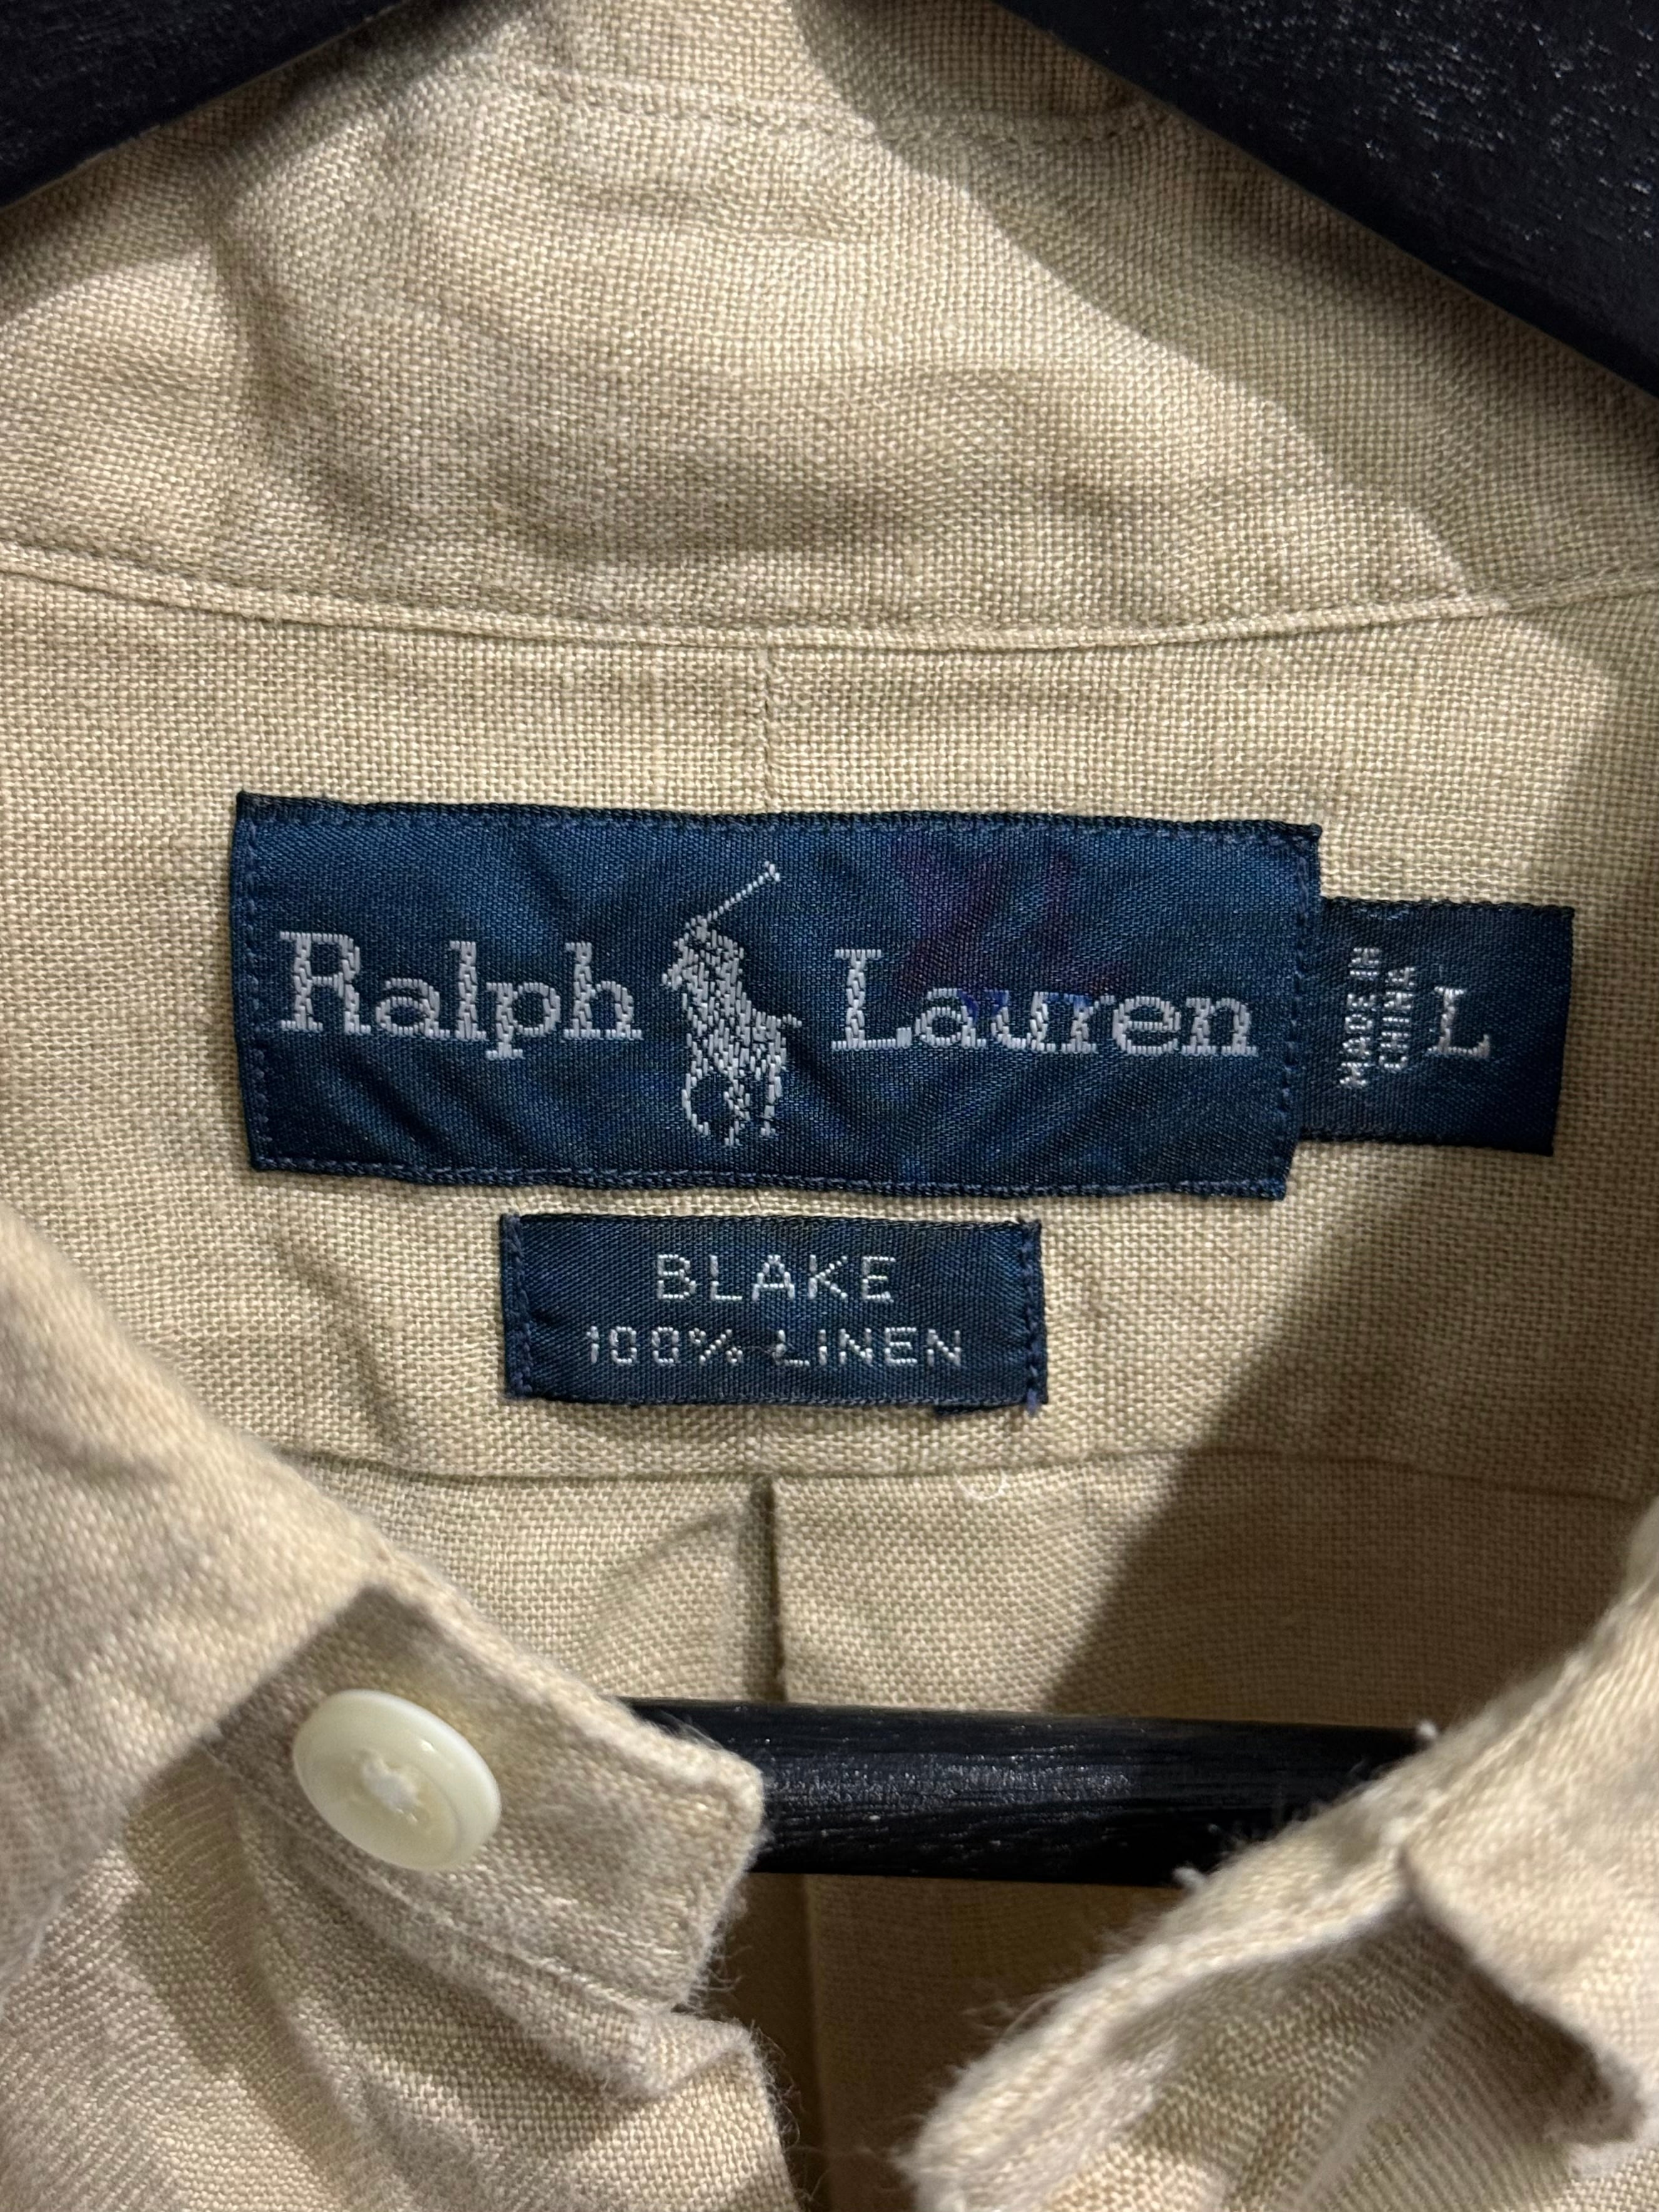 Ralph Lauren
MADE IN
CHINA
L
BLAKE
100% LINEN